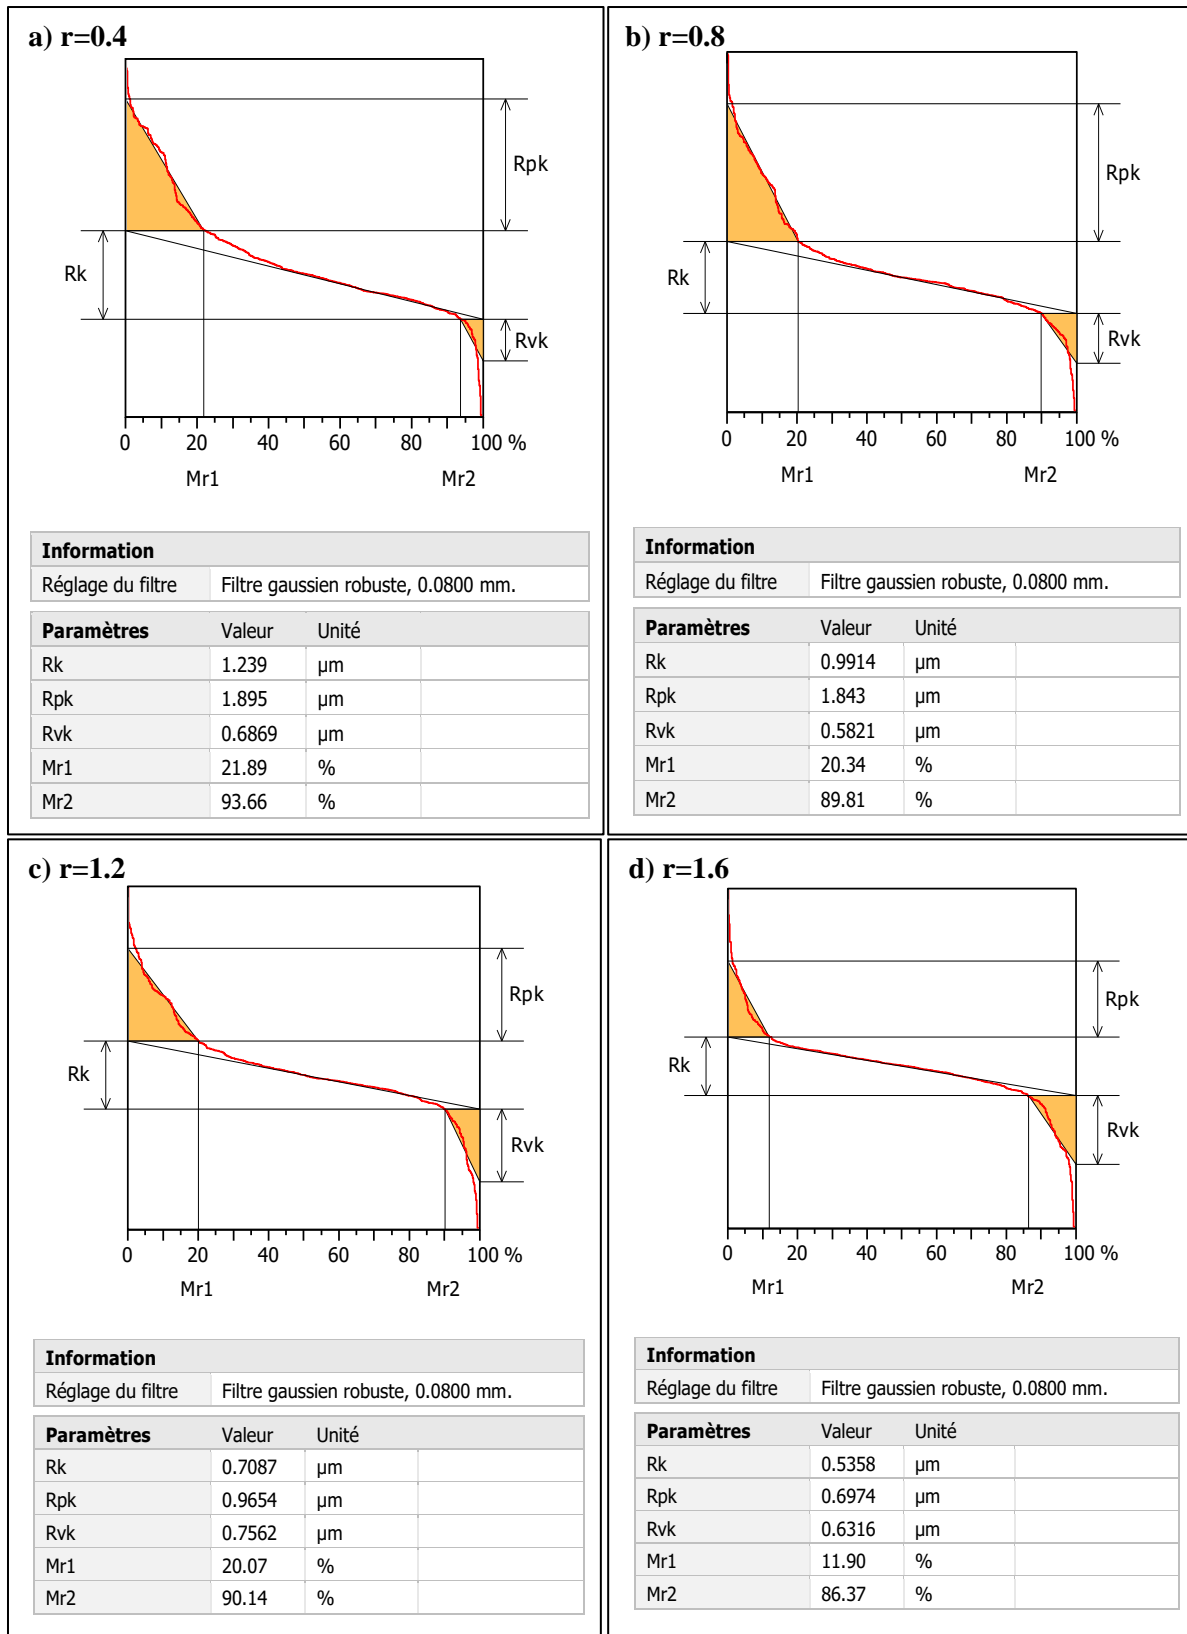 a) r=0.4
Rpk
Rk
Rvk
0 20 40 60 80 100 %
Mr1 Mr2
Information
Réglage du filtre Filtre gaussien robuste, 0.0800 mm.
Paramètres Valeur Unité
Rk 1.239 µm
Rpk 1.895 µm
Rvk 0.6869 µm
Mr1 21.89 %
Mr2 93.66 %
b) r=0.8
Rpk
Rk
Rvk
0 20 40 60 80 100 %
Mr1 Mr2
Information
Réglage du filtre Filtre gaussien robuste, 0.0800 mm.
Paramètres Valeur Unité
Rk 0.9914 µm
Rpk 1.843 µm
Rvk 0.5821 µm
Mr1 20.34 %
Mr2 89.81 %
c) r=1.2
Rpk
Rk
Rvk
0 20 40 60 80 100 %
Mr1 Mr2
Information
Réglage du filtre Filtre gaussien robuste, 0.0800 mm.
Paramètres Valeur Unité
Rk 0.7087 µm
Rpk 0.9654 µm
Rvk 0.7562 µm
Mr1 20.07 %
Mr2 90.14 %
d) r=1.6
Rpk
Rk
Rvk
0 20 40 60 80 100 %
Mr1 Mr2
Information
Réglage du filtre Filtre gaussien robuste, 0.0800 mm.
Paramètres Valeur Unité
Rk 0.5358 µm
Rpk 0.6974 µm
Rvk 0.6316 µm
Mr1 11.90 %
Mr2 86.37 %